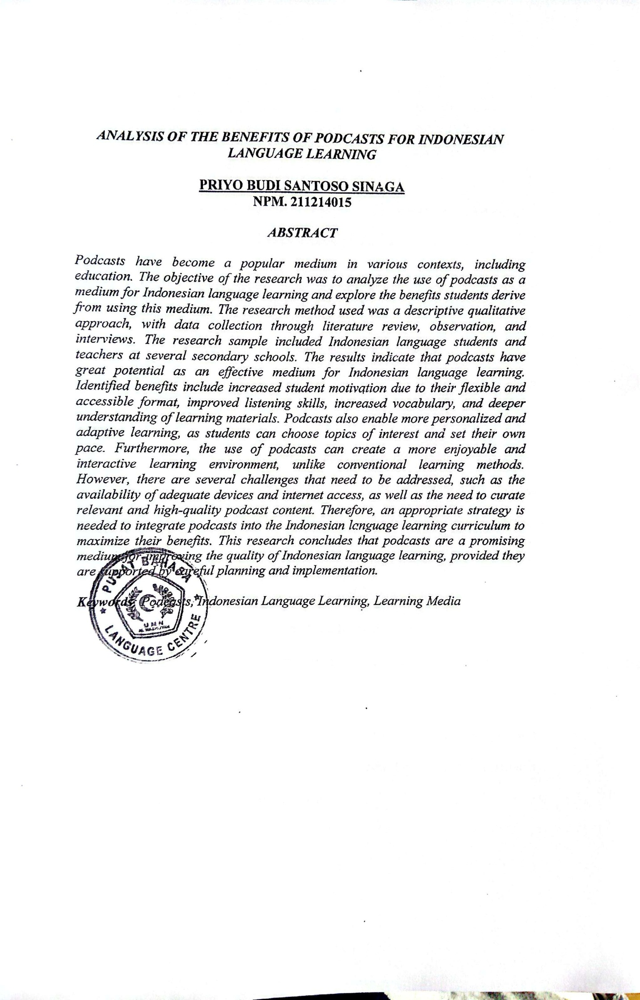 ANALYSIS OF THE BENEFITS OF PODCASTS FOR INDONESIAN
LANGUAGE LEARNING
PRIYO BUDI SANTOSO SINAGA
NPM. 211214015
ABSTRACT
Podcasts have become a popular medium in various contexts, including
education. The objective of the research was to analyze the use of podcasts as a
medium for Indonesian language learning and explore the benefits students derive
from using this medium. The research method used was a descriptive qualitative
approach, with data collection through literature review, observation, and
interviews. The research sample included Indonesian language students and
teachers at several secondary schools. The results indicate that podcasts have
great potential as an effective medium for Indonesian language learning.
Identified benefits include increased student motivation due to their flexible and
accessible format, improved listening skills, increased vocabulary, and deeper
understanding of learning materials. Podcasts also enable more personalized and
adaptive learning, as students can choose topics of interest and set their own
pace. Furthermore, the use of podcasts can create a more enjoyable and
interactive learning environment, unlike conventional learning methods.
However, there are several challenges that need to be addressed, such as the
availability of adequate devices and internet access, as well as the need to curate
relevant and high-quality podcast content. Therefore, an appropriate strategy is
needed to integrate podcasts into the Indonesian language learning curriculum to
maximize their benefits. This research concludes that podcasts are a promising
medium for improving the quality of Indonesian language learning, provided they
are supported by careful planning and implementation.
Keywords: Podcasts, Indonesian Language Learning, Learning Media
PUSAT BAHASA
UMN
LANGUAGE CENTRE